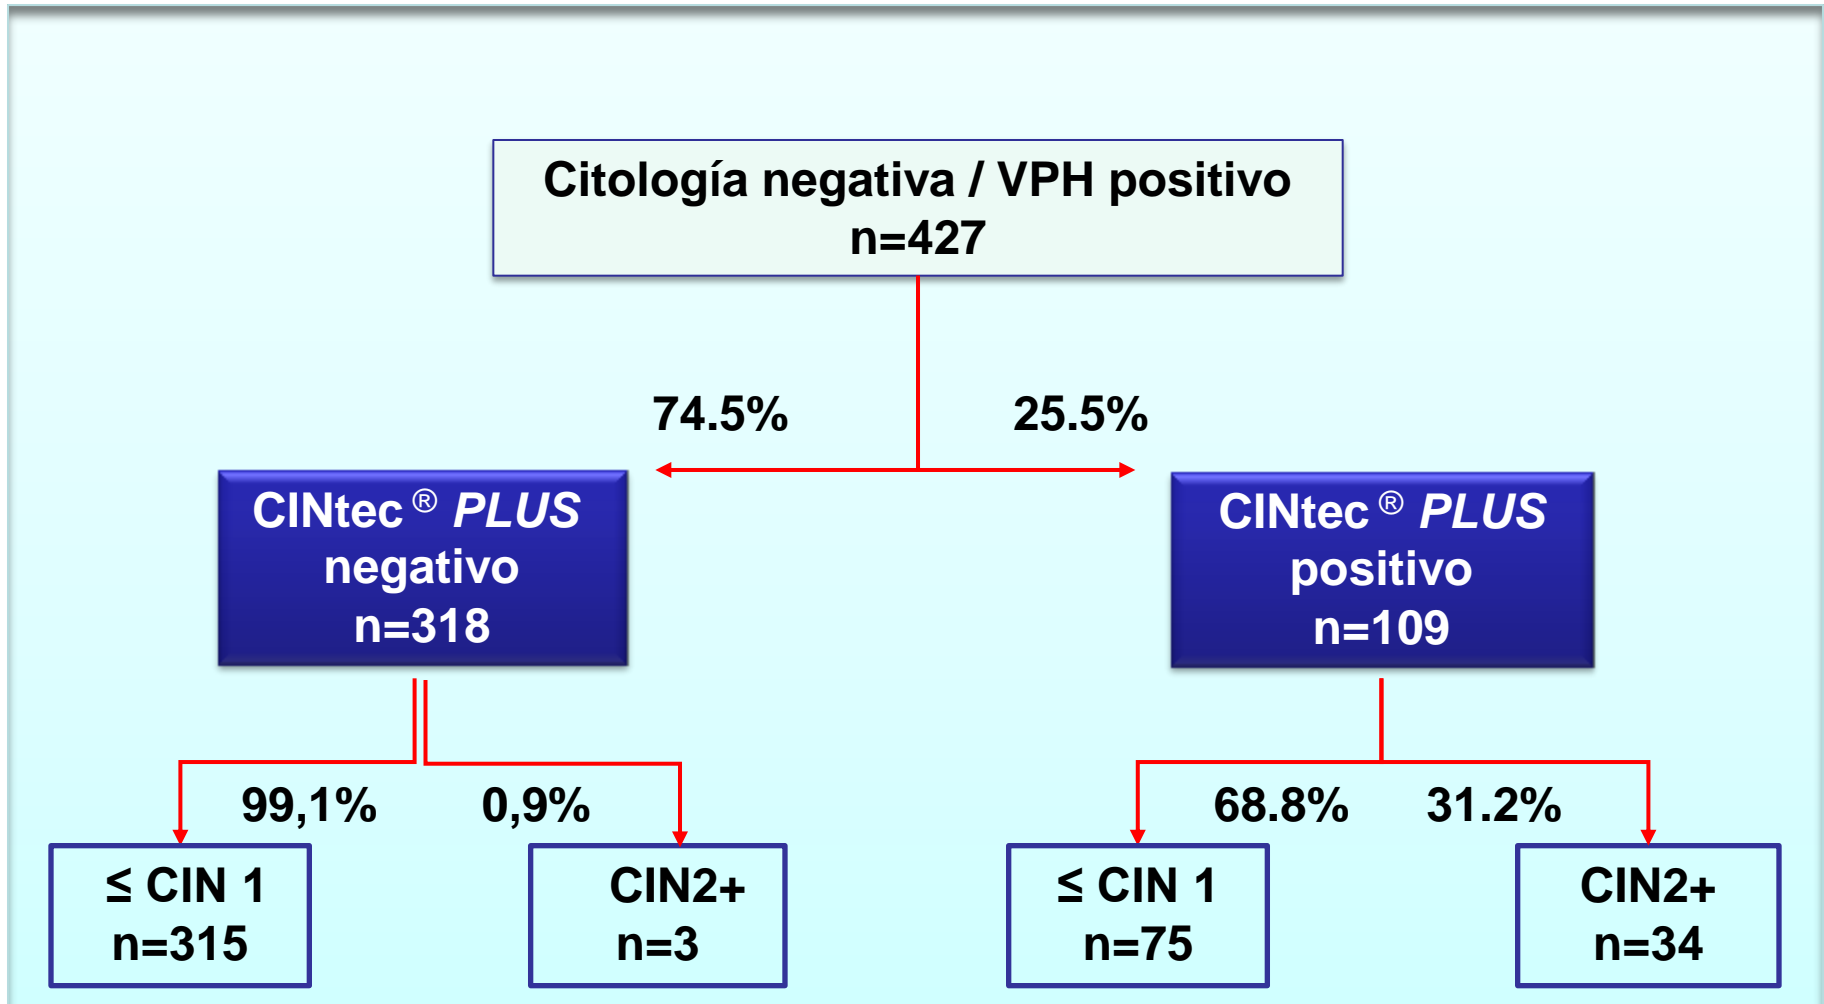 Citología negativa / VPH positivo
n=427
74.5%
25.5%
CINtec ® PLUS
negativo
n=318
CINtec ® PLUS
positivo
n=109
99,1%
0,9%
68.8%
31.2%
≤ CIN 1
n=315
CIN2+
n=3
≤ CIN 1
n=75
CIN2+
n=34